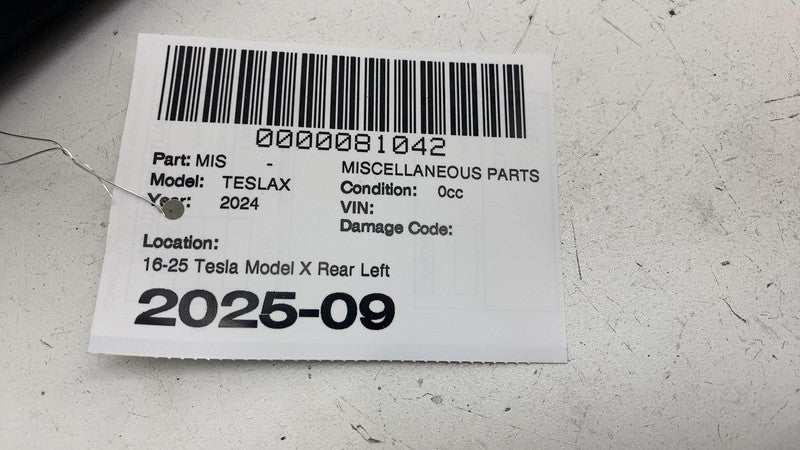 0000081042
Part: MIS - MISCELLANEOUS PARTS
Model: TESLAX Condition: 0cc
Year: 2024 VIN:
Damage Code:
Location:
16-25 Tesla Model X Rear Left
2025-09